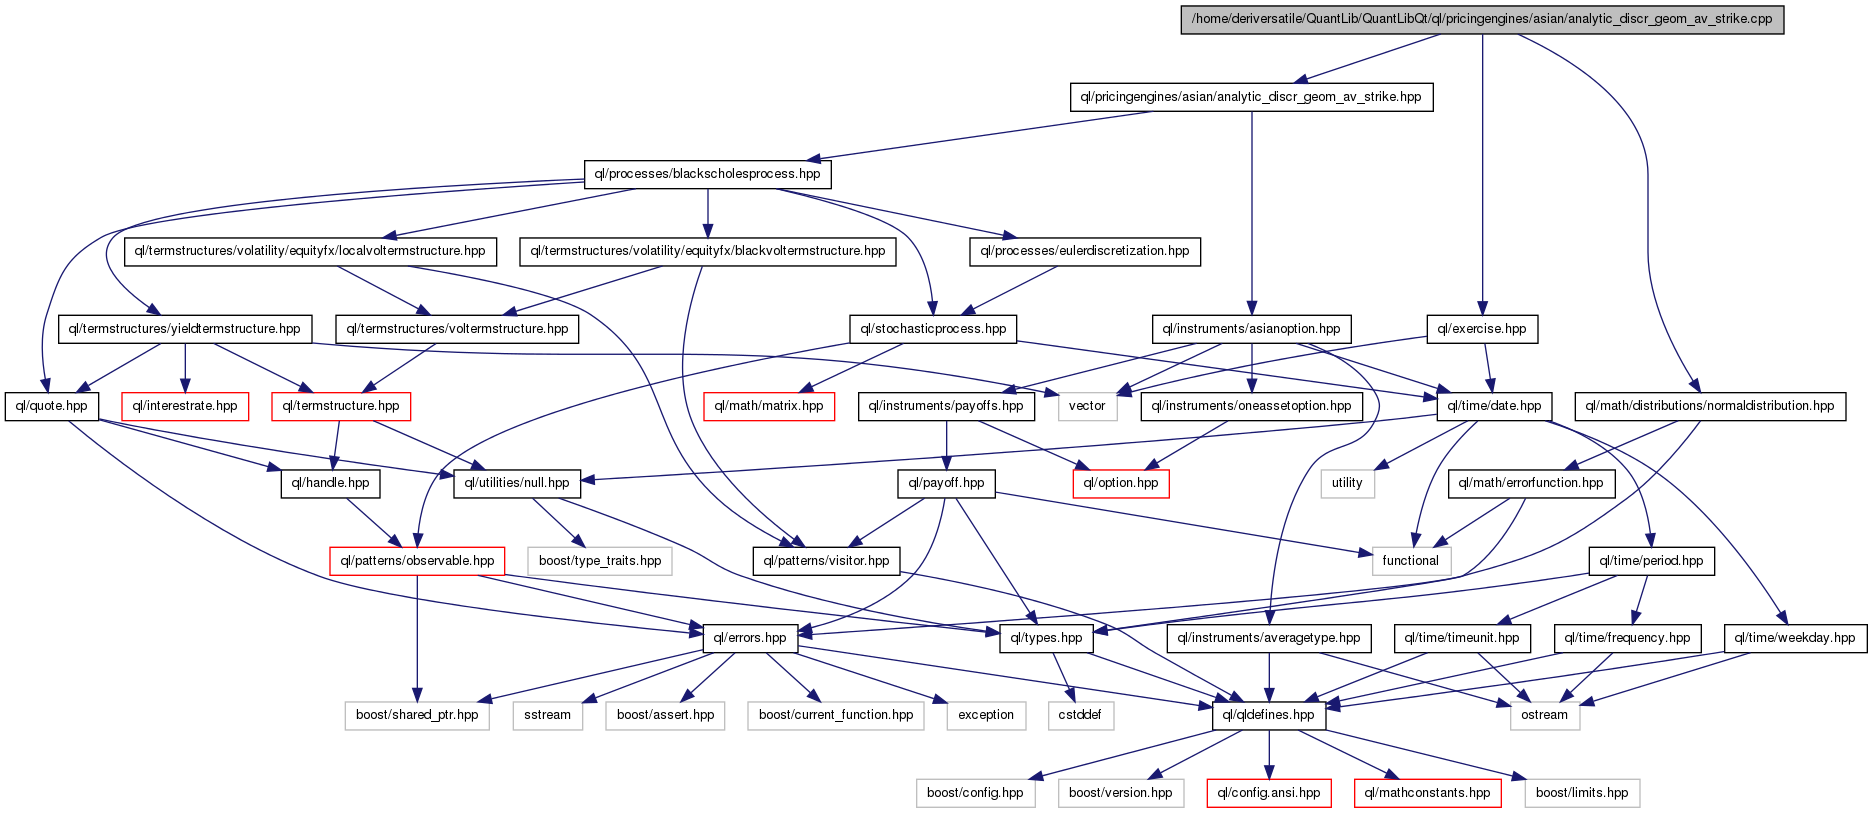 /home/deriversatile/QuantLib/QuantLibQt/ql/pricingengines/asian/analytic_discr_geom_av_strike.cpp
ql/pricingengines/asian/analytic_discr_geom_av_strike.hpp
ql/processes/blackscholesprocess.hpp
ql/termstructures/volatility/equityfx/localvoltermstructure.hpp
ql/termstructures/volatility/equityfx/blackvoltermstructure.hpp
ql/processes/eulerdiscretization.hpp
ql/termstructures/yieldtermstructure.hpp
ql/termstructures/voltermstructure.hpp
ql/stochasticprocess.hpp
ql/instruments/asianoption.hpp
ql/exercise.hpp
ql/quote.hpp
ql/interestrate.hpp
ql/termstructure.hpp
ql/math/matrix.hpp
ql/instruments/payoffs.hpp
vector
ql/instruments/oneassetoption.hpp
ql/time/date.hpp
ql/math/distributions/normaldistribution.hpp
ql/handle.hpp
ql/utilities/null.hpp
ql/payoff.hpp
ql/option.hpp
utility
ql/math/errorfunction.hpp
ql/patterns/observable.hpp
boost/type_traits.hpp
ql/patterns/visitor.hpp
functional
ql/time/period.hpp
ql/errors.hpp
ql/types.hpp
ql/instruments/averagetype.hpp
ql/time/timeunit.hpp
ql/time/frequency.hpp
ql/time/weekday.hpp
boost/shared_ptr.hpp
sstream
boost/assert.hpp
boost/current_function.hpp
exception
cstddef
ql/qldefines.hpp
ostream
boost/config.hpp
boost/version.hpp
ql/config.ansi.hpp
ql/mathconstants.hpp
boost/limits.hpp